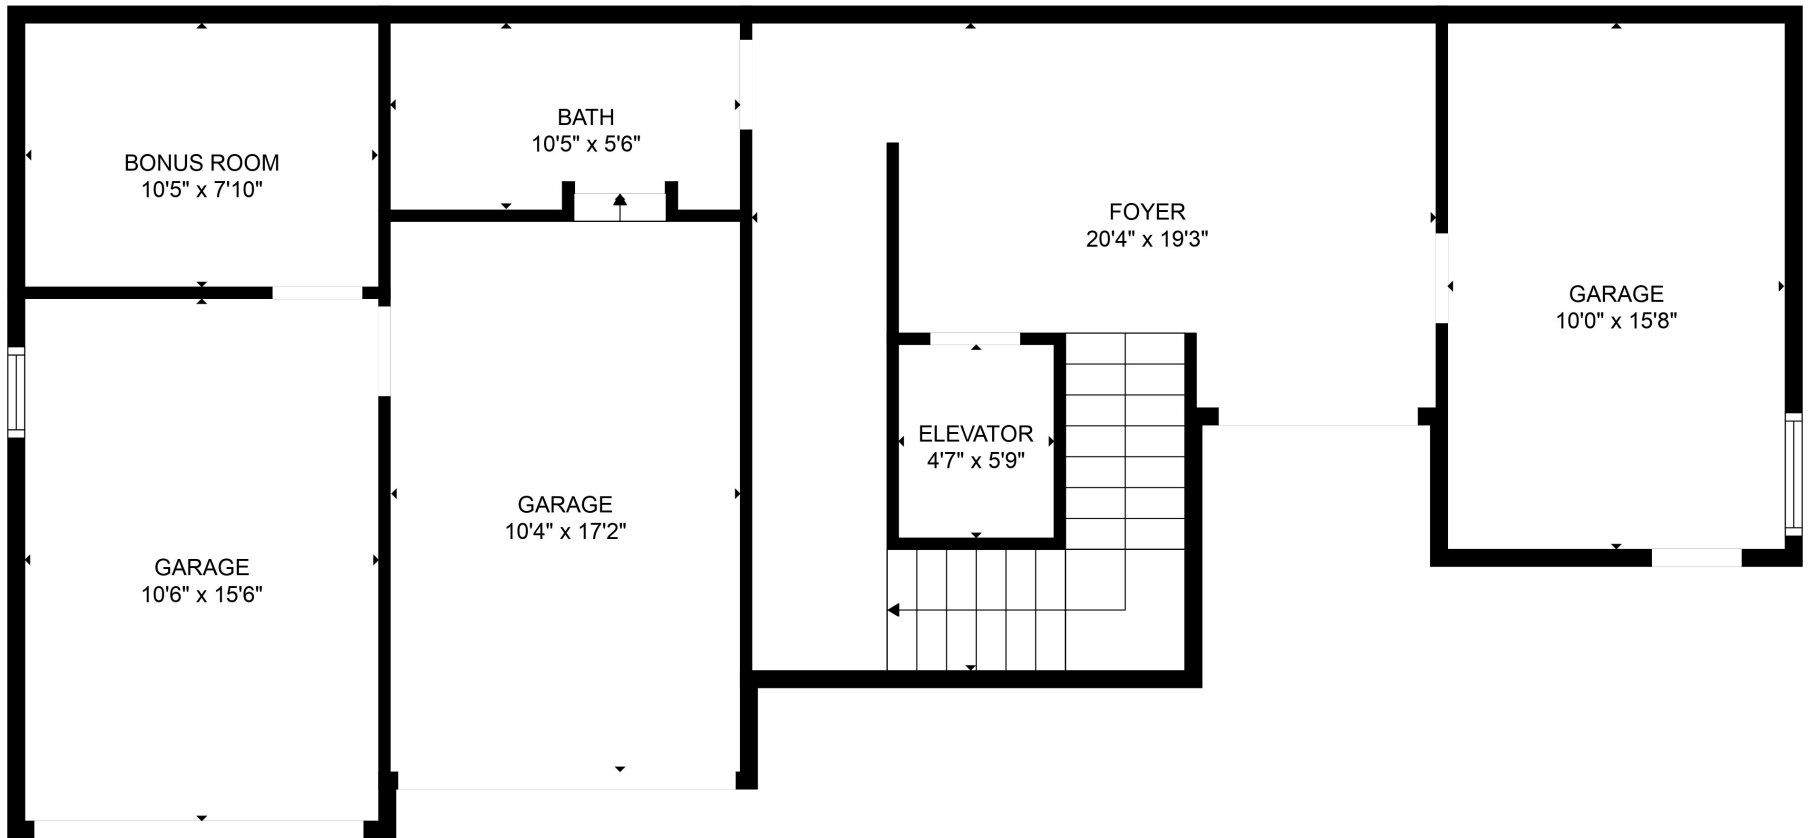 BONUS ROOM
10'5" x 7'10"
BATH
10'5" x 5'6"
FOYER
20'4" x 19'3"
GARAGE
10'0" x 15'8"
ELEVATOR
4'7" x 5'9"
GARAGE
10'4" x 17'2"
GARAGE
10'6" x 15'6"